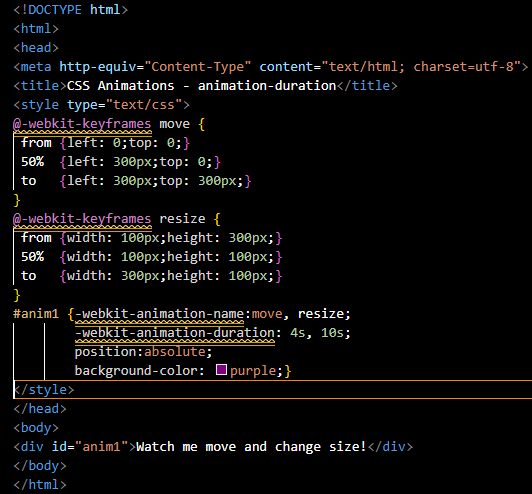 <!DOCTYPE html>
<html>
<head>
<meta http-equiv="Content-Type" content="text/html; charset=utf-8">
<title>CSS Animations - animation-duration</title>
<style type="text/css">
@-webkit-keyframes move {
 from {left: 0;top: 0;}
 50%  {left: 300px;top: 0;}
 to   {left: 300px;top: 300px;}
}
@-webkit-keyframes resize {
 from {width: 100px;height: 300px;}
 50%  {width: 100px;height: 100px;}
 to   {width: 300px;height: 100px;}
}
#anim1 {-webkit-animation-name:move, resize;
        -webkit-animation-duration: 4s, 10s;
        position:absolute;
        background-color: purple;}
</style>
</head>
<body>
<div id="anim1">Watch me move and change size!</div>
</body>
</html>